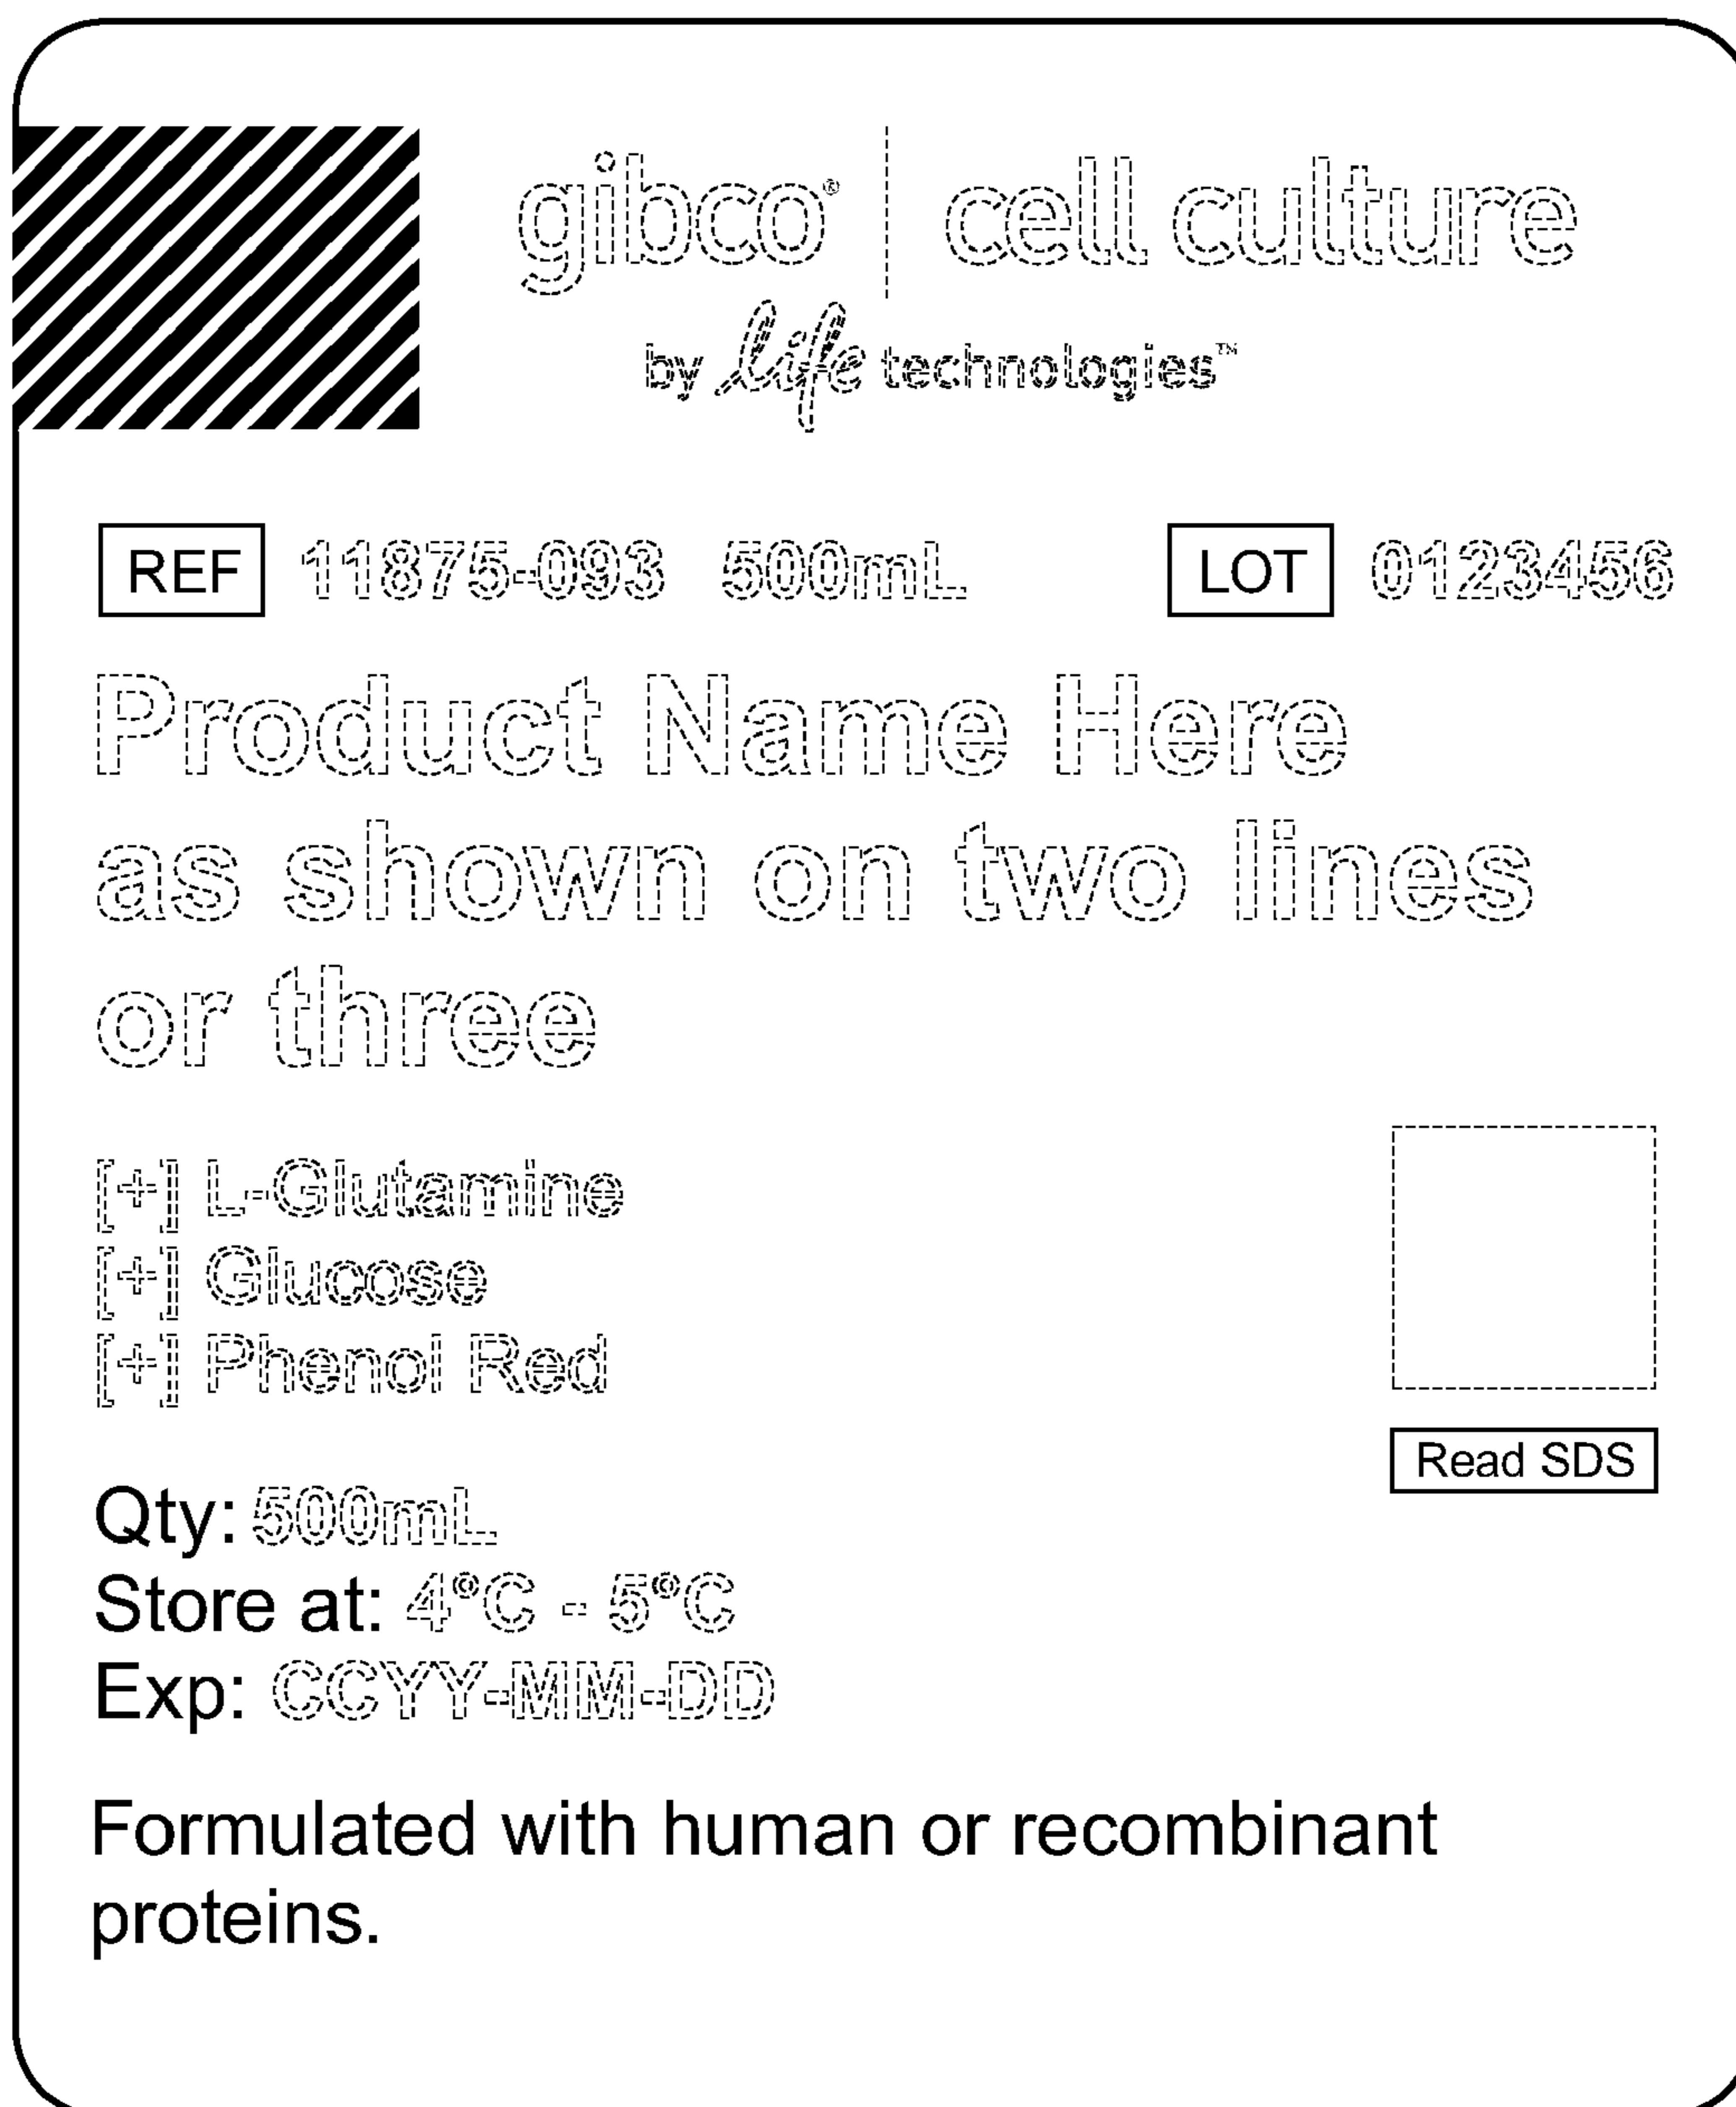 gibco® | cell culture
by life technologies™
REF 11875-093 500mL LOT 0123456
Product Name Here
as shown on two lines
or three
[+] L-Glutamine
[+] Glucose
[+] Phenol Red
Read SDS
Qty: 500mL
Store at: 4°C - 5°C
Exp: CCYY-MM-DD
Formulated with human or recombinant
proteins.